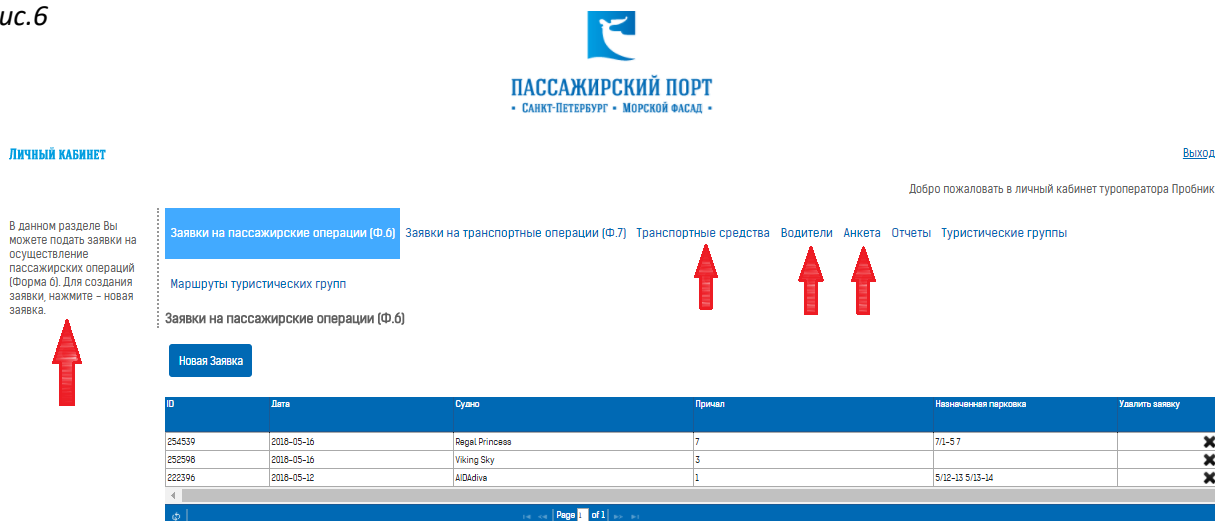 ис.6
ПАССАЖИРСКИЙ ПОРТ
• САНКТ-ПЕТЕРБУРГ • МОРСКОЙ ФАСАД •
ЛИЧНЫЙ КАБИНЕТ
Выход
Добро пожаловать в личный кабинет туроператора Пробник
В данном разделе Вы
можете подать заявки на
осуществление
пассажирских операций
(Форма 6). Для создания
заявки, нажмите - новая
заявка.
Заявки на пассажирские операции (Ф.6) Заявки на транспортные операции (Ф.7) Транспортные средства Водители Анкета Отчеты Туристические группы
Маршруты туристических групп
Заявки на пассажирские операции (Ф.6)
Новая Заявка
ID Дата Судно Причал Назначенная парковка Удалить заявку
254539 2018-05-16 Regal Princess 7 7/1-5 7
252598 2018-05-16 Viking Sky 3
222396 2018-05-12 AIDAdiva 1 5/12-13 5/13-14
Page 1 of 1